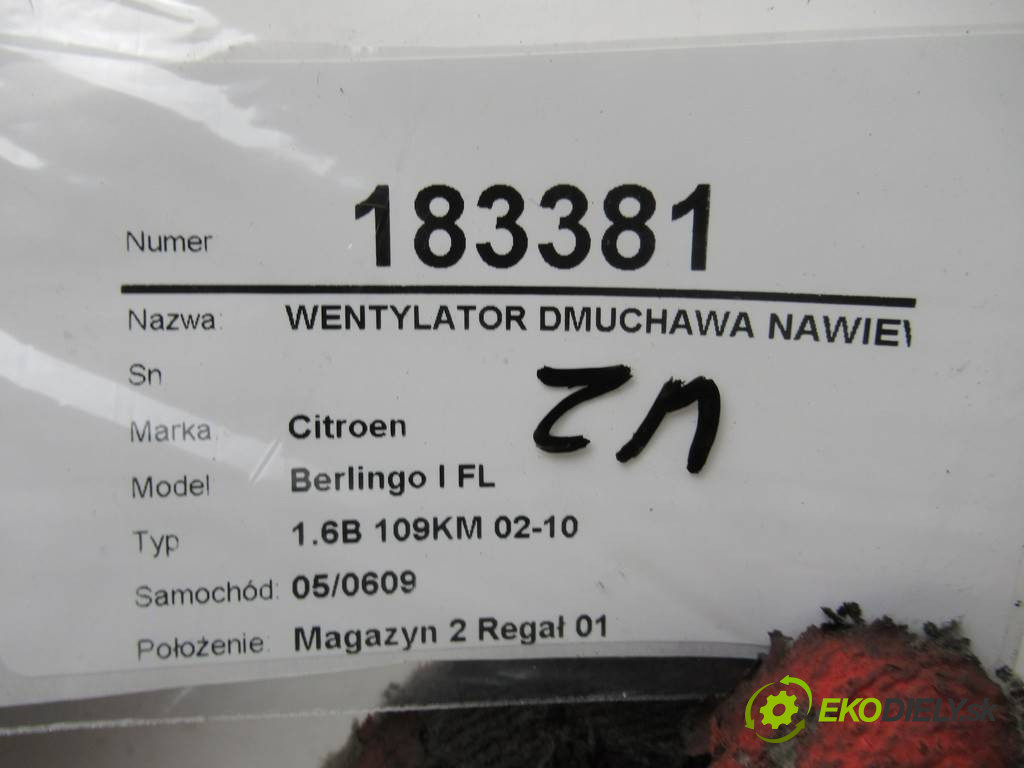 Numer 183381
Nazwa: WENTYLATOR DMUCHAWA NAWIEW
Sn
Marka: Citroen
Model Berlingo I FL
Typ 1.6B 109KM 02-10
Samochód: 05/0609
Położenie: Magazyn 2 Regał 01
EKODIELY.sk